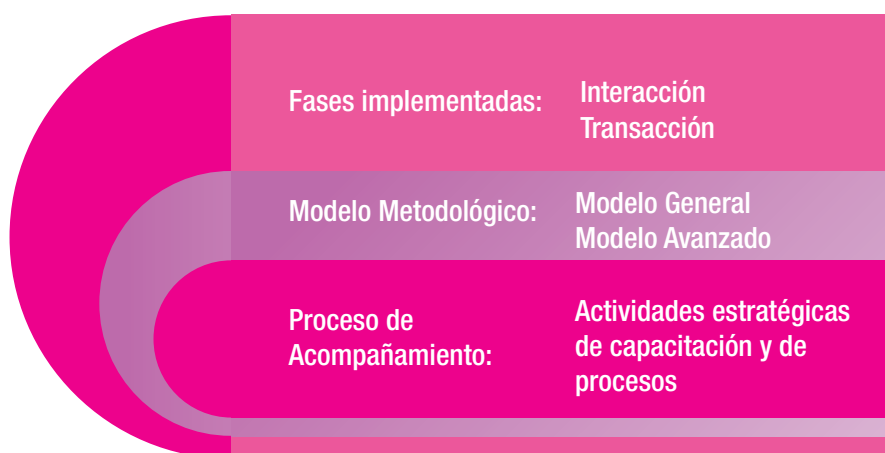 Fases implementadas:
Interacción
Transacción
Modelo Metodológico:
Modelo General
Modelo Avanzado
Proceso de
Acompañamiento:
Actividades estratégicas
de capacitación y de
procesos